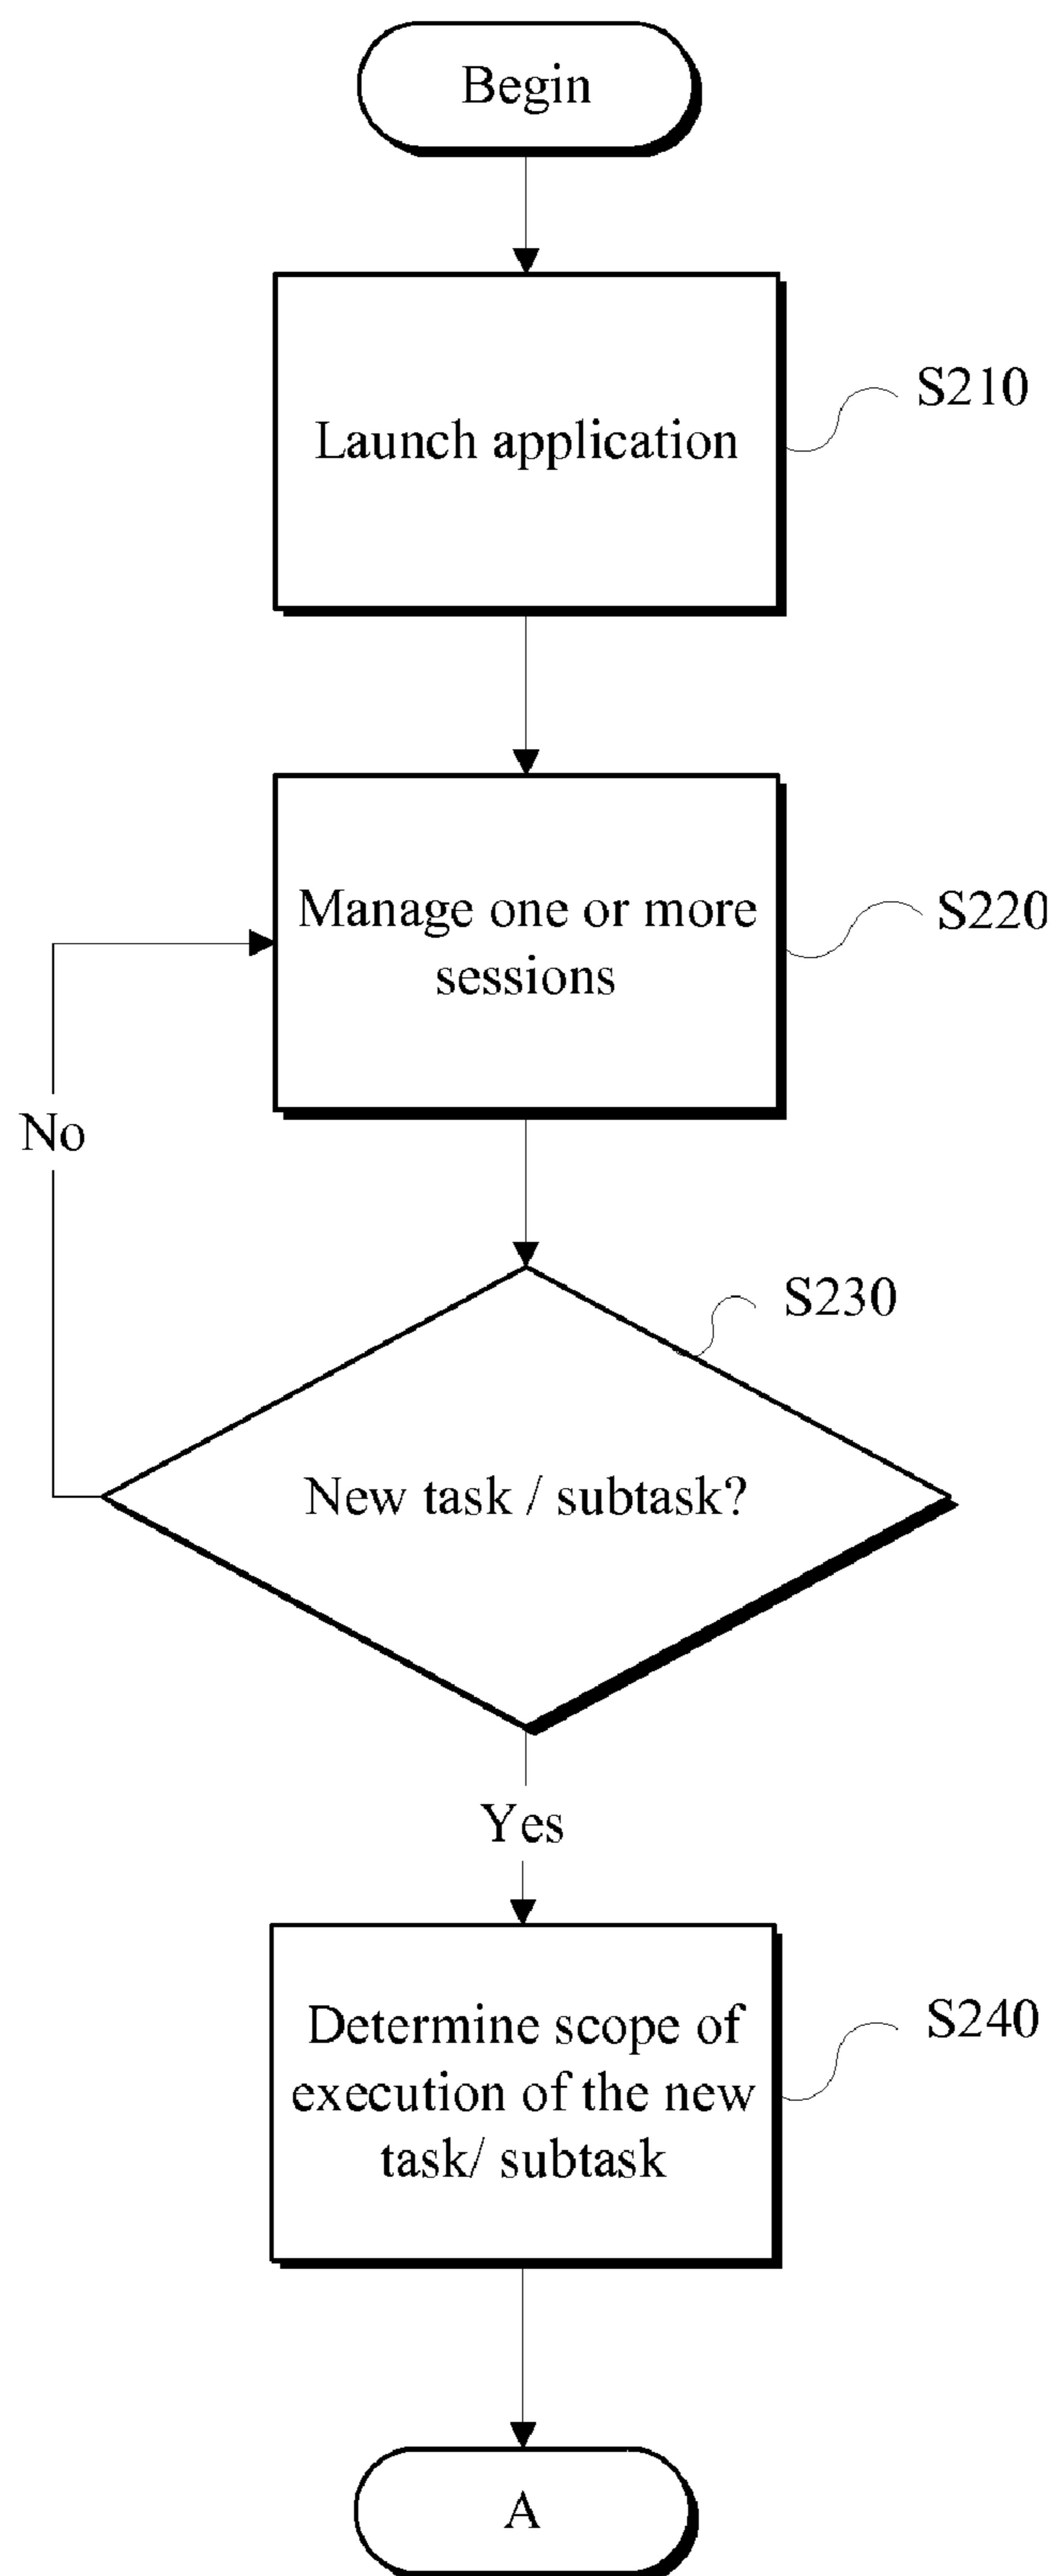 Begin
Launch application
S210
Manage one or more
sessions
S220
No
S230
New task / subtask?
Yes
Determine scope of
execution of the new
task/ subtask
S240
A